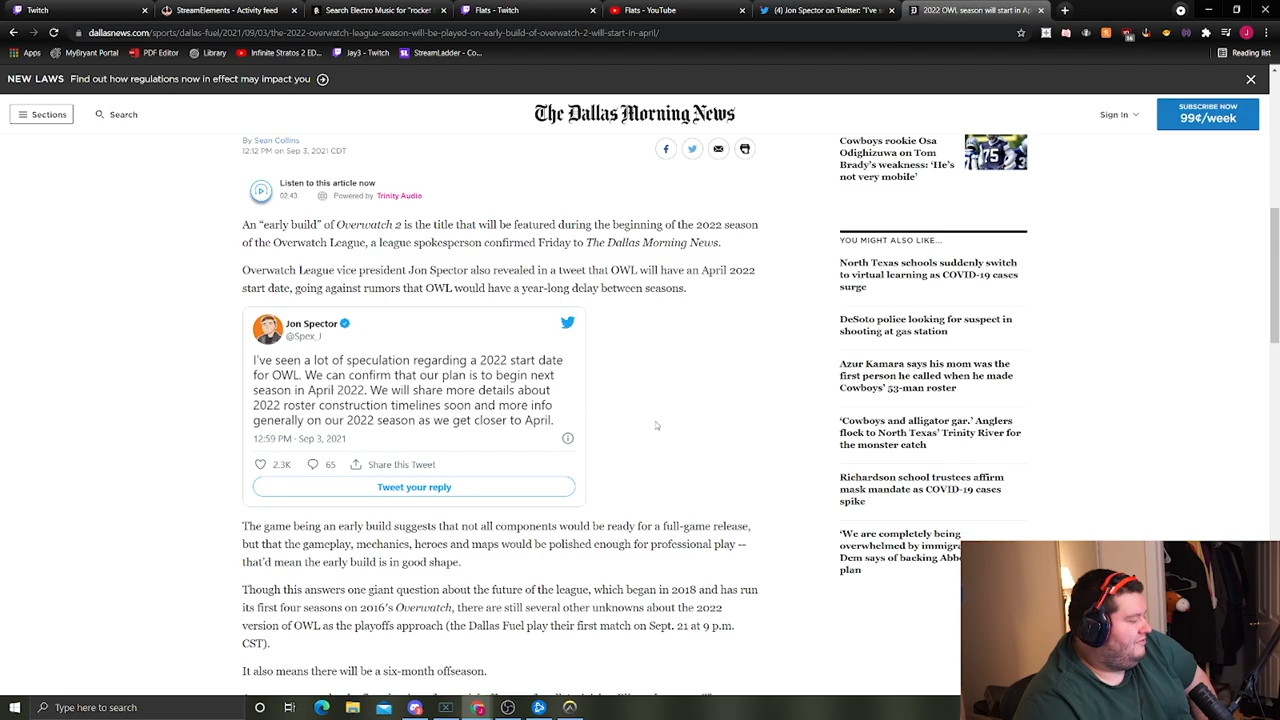 Twitch
StreamElements - Activity feed
Search Electro Music for "rocket
Flats - Twitch
Flats - YouTube
(4) Jon Spector on Twitter: "I've s
2022 OWL season will start in Ap
dallasnews.com/sports/dallas-fuel/2021/09/03/the-2022-overwatch-league-season-will-be-played-on-early-build-of-overwatch-2-will-start-in-april/
Apps
MyBryant Portal
PDF Editor
Library
Infinite Stratos 2 ED...
Jay3 - Twitch
StreamLadder - Co...
Reading list
NEW LAWS Find out how regulations now in effect may impact you
Sections
Search
The Dallas Morning News
Sign In
SUBSCRIBE NOW
99¢/week
By Sean Collins
12:12 PM on Sep 3, 2021 CDT
Listen to this article now
02:43 Powered by Trinity Audio
An “early build” of Overwatch 2 is the title that will be featured during the beginning of the 2022 season
of the Overwatch League, a league spokesperson confirmed Friday to The Dallas Morning News.
Overwatch League vice president Jon Spector also revealed in a tweet that OWL will have an April 2022
start date, going against rumors that OWL would have a year-long delay between seasons.
Jon Spector
@Spex_J
I've seen a lot of speculation regarding a 2022 start date
for OWL. We can confirm that our plan is to begin next
season in April 2022. We will share more details about
2022 roster construction timelines soon and more info
generally on our 2022 season as we get closer to April.
12:59 PM · Sep 3, 2021
2.3K 65 Share this Tweet
Tweet your reply
The game being an early build suggests that not all components would be ready for a full-game release,
but that the gameplay, mechanics, heroes and maps would be polished enough for professional play --
that’d mean the early build is in good shape.
Though this answers one giant question about the future of the league, which began in 2018 and has run
its first four seasons on 2016’s Overwatch, there are still several other unknowns about the 2022
version of OWL as the playoffs approach (the Dallas Fuel play their first match on Sept. 21 at 9 p.m.
CST).
It also means there will be a six-month offseason.
Cowboys rookie Osa
Odighizuwa on Tom
Brady’s weakness: ‘He’s
not very mobile’
75
YOU MIGHT ALSO LIKE...
North Texas schools suddenly switch
to virtual learning as COVID-19 cases
surge
DeSoto police looking for suspect in
shooting at gas station
Azur Kamara says his mom was the
first person he called when he made
Cowboys’ 53-man roster
‘Cowboys and alligator gar.’ Anglers
flock to North Texas’ Trinity River for
the monster catch
Richardson school trustees affirm
mask mandate as COVID-19 cases
spike
‘We are completely being
overwhelmed by immigra
Dem says of backing Abbo
plan
Type here to search